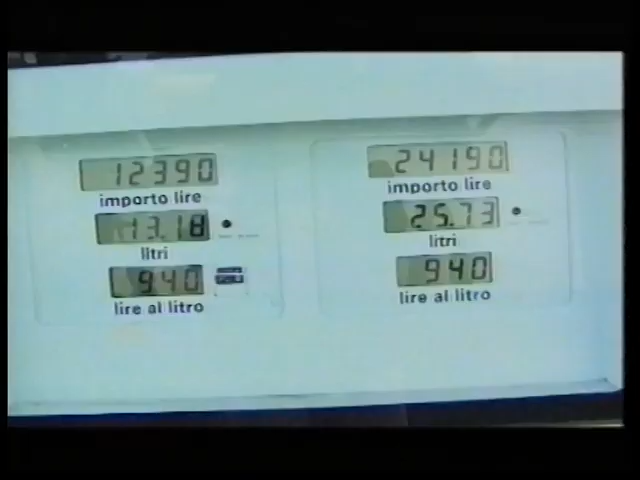 12390
importo lire
13.18
litri
940
lire al litro
24190
importo lire
25.73
litri
940
lire al litro